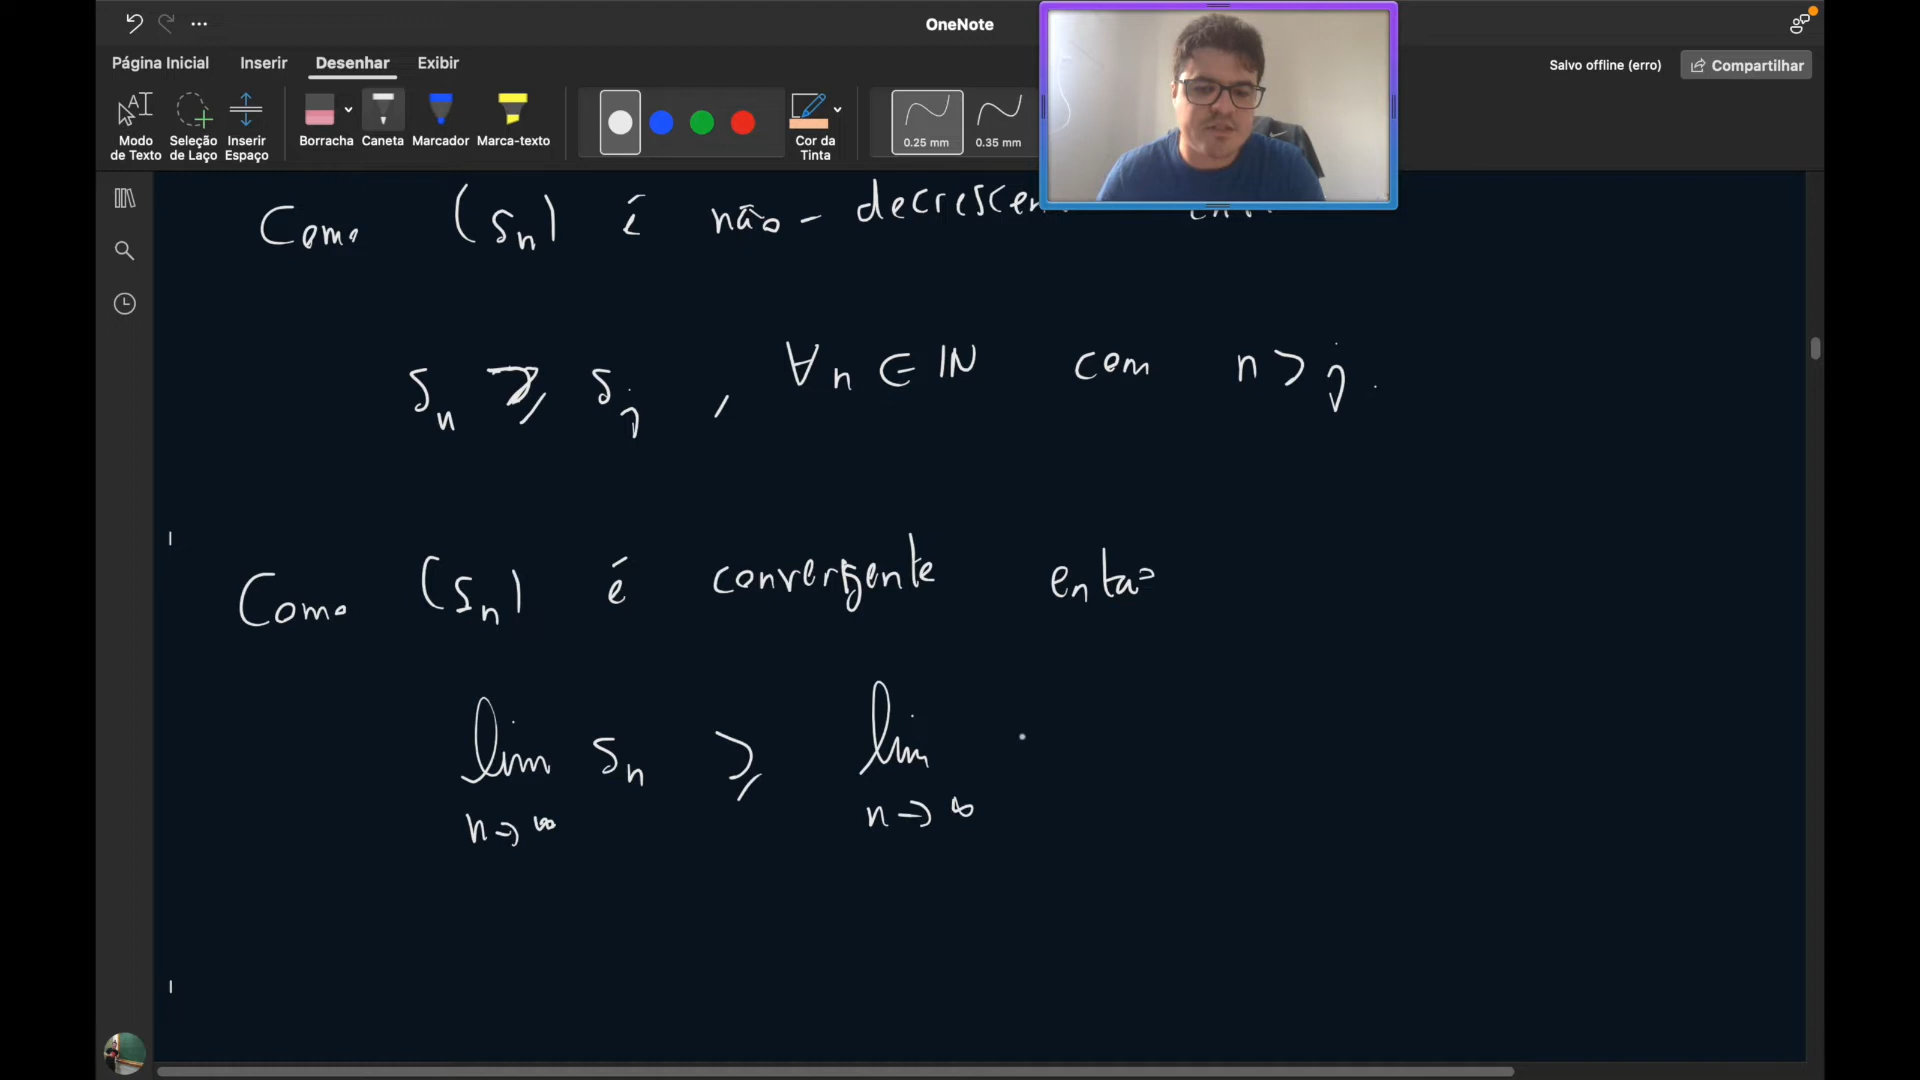 OneNote
Página Inicial Inserir Desenhar Exibir
Salvo offline (erro) Compartilhar
Modo de Texto Seleção de Laço Inserir Espaço Borracha Caneta Marcador Marca-texto Cor da Tinta 0.25 mm 0.35 mm
Como (Sn) é não-decrescen
Sn ≥ Sj , ∀n ∈ IN com n > j.
Como (Sn) é convergente então
lim Sn ≥ lim
n→∞ n→∞